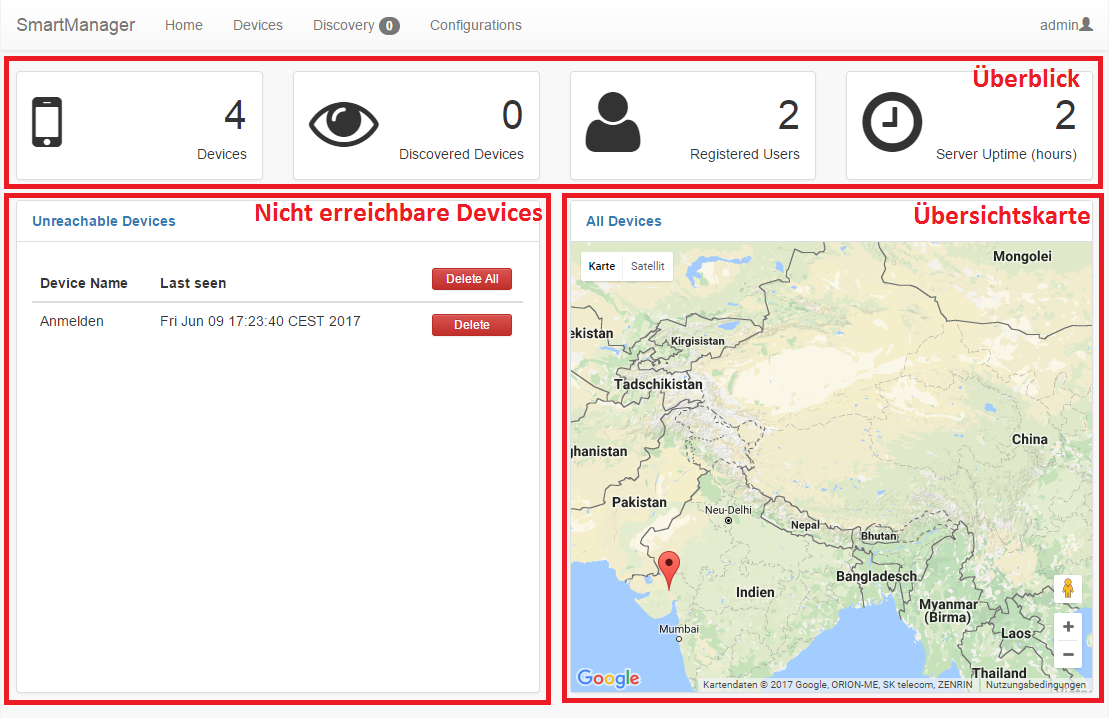 SmartManager Home Devices Discovery 0 Configurations admin
Überblick
4
Devices
0
Discovered Devices
2
Registered Users
2
Server Uptime (hours)
Nicht erreichbare Devices
Unreachable Devices
Device Name Last seen Delete All
Anmelden Fri Jun 09 17:23:40 CEST 2017 Delete
Übersichtskarte
All Devices
Karte Satellit
Mongolei
ekistan
Kirgisistan
Tadschikistan
China
hanistan
Pakistan
Neu-Delhi
Nepal
Bhutan
Bangladesch
Indien
Myanmar
(Birma)
Mumbai
Laos
+
−
Thailand
Google
Kartendaten © 2017 Google, ORION-ME, SK telecom, ZENRIN Nutzungsbedingungen